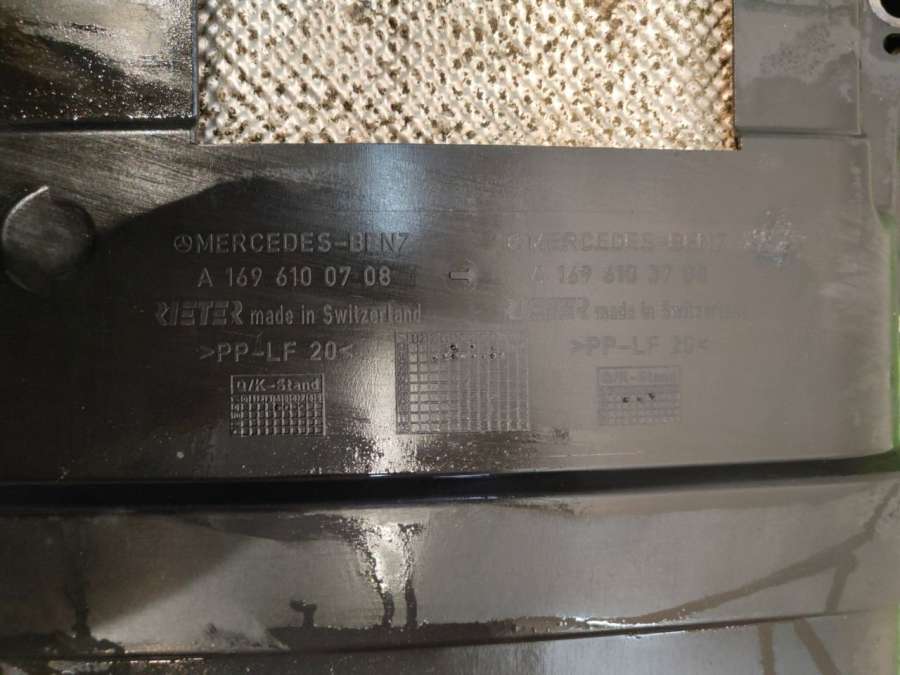 MERCEDES-BENZ
A 169 610 07 08
RIETER made in Switzerland
>PP-LF 20<
Q/K-Stand
MERCEDES-BENZ
A 169 610 37 08
RIETER made in Switzerland
>PP-LF 20<
Q/K-Stand